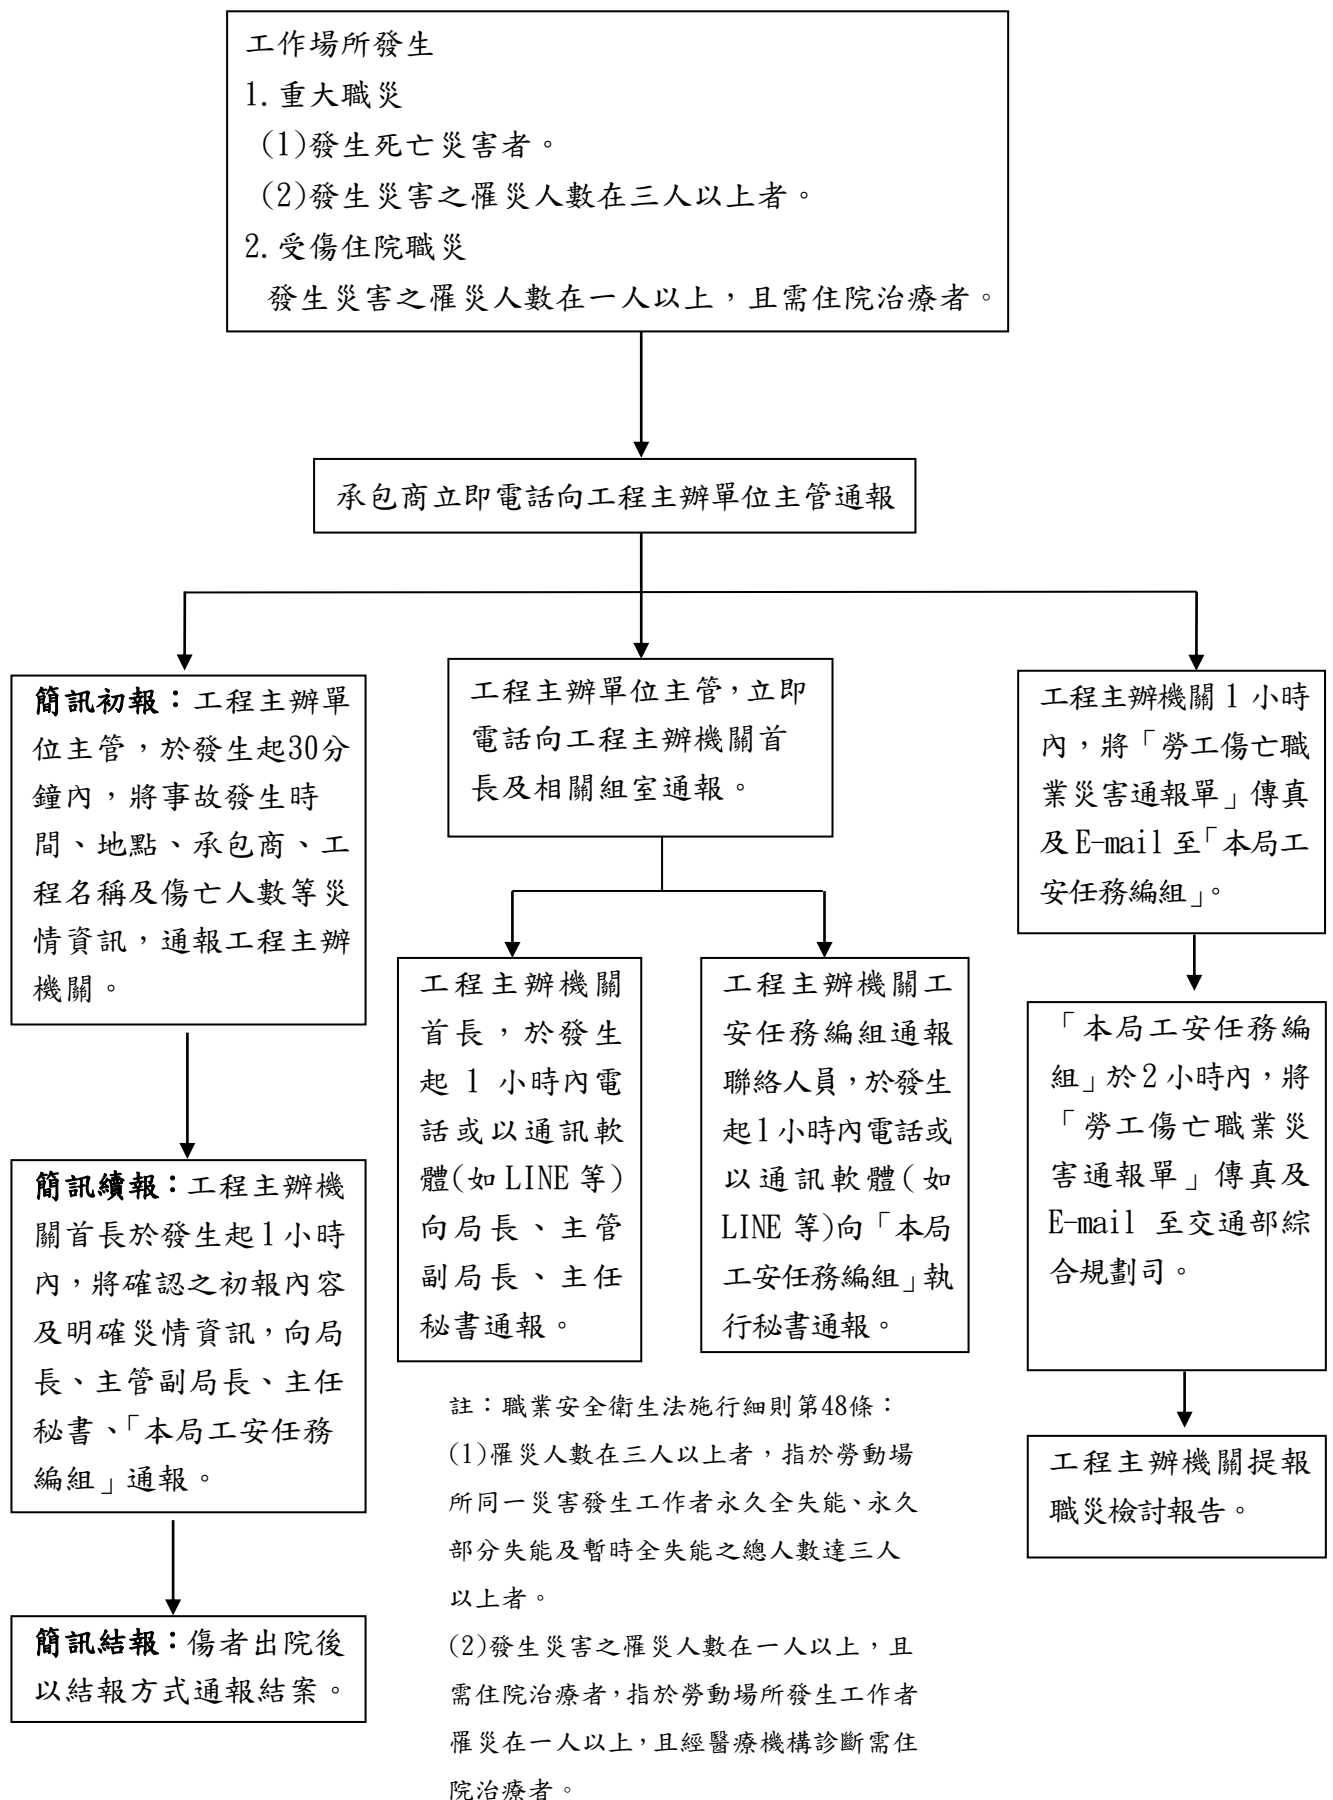 工作場所發生
1.重大職災
(1)發生死亡災害者。
(2)發生災害之罹災人數在三人以上者。
2.受傷住院職災
發生災害之罹災人數在一人以上，且需住院治療者。
承包商立即電話向工程主辦單位主管通報
簡訊初報：工程主辦單
位主管，於發生起30分
鐘內，將事故發生時
間、地點、承包商、工
程名稱及傷亡人數等災
情資訊，通報工程主辦
機關。
工程主辦單位主管，立即
電話向工程主辦機關首
長及相關組室通報。
工程主辦機關 1 小時
內，將「勞工傷亡職
業災害通報單」傳真
及 E-mail 至「本局工
安任務編組」。
工程主辦機關
首長，於發生
起 1 小時內電
話或以通訊軟
體(如 LINE 等)
向局長、主管
副局長、主任
秘書通報。
工程主辦機關工
安任務編組通報
聯絡人員，於發生
起1小時內電話或
以通訊軟體(如
LINE 等)向「本局
工安任務編組」執
行秘書通報。
「本局工安任務編
組」於2小時內，將
「勞工傷亡職業災
害通報單」傳真及
E-mail 至交通部綜
合規劃司。
簡訊續報：工程主辦機
關首長於發生起1小時
內，將確認之初報內容
及明確災情資訊，向局
長、主管副局長、主任
秘書、「本局工安任務
編組」通報。
工程主辦機關提報
職災檢討報告。
簡訊結報：傷者出院後
以結報方式通報結案。
註：職業安全衛生法施行細則第48條：
(1)罹災人數在三人以上者，指於勞動場
所同一災害發生工作者永久全失能、永久
部分失能及暫時全失能之總人數達三人
以上者。
(2)發生災害之罹災人數在一人以上，且
需住院治療者，指於勞動場所發生工作者
罹災在一人以上，且經醫療機構診斷需住
院治療者。